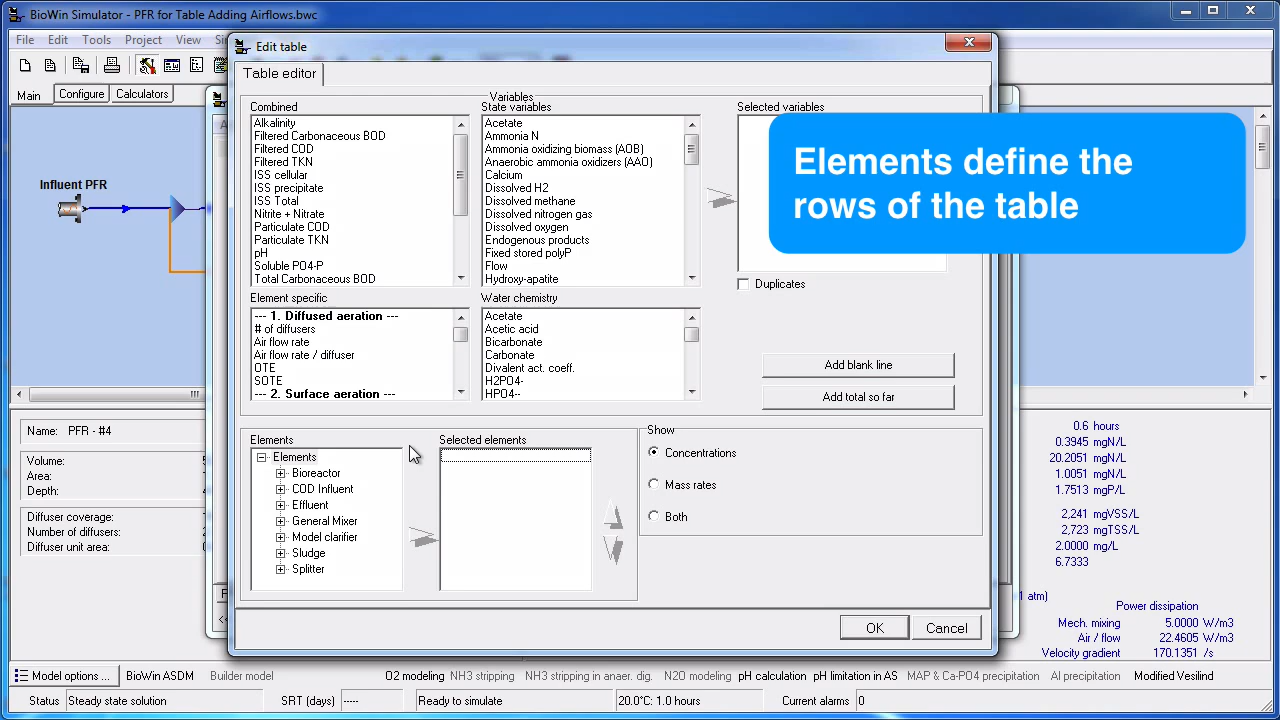 BioWin Simulator - PFR for Table Adding Airflows.bwc
File Edit Tools Project View
Main Configure Calculators
Influent PFR
Edit table
Table editor
Variables
Combined
Alkalinity
Filtered Carbonaceous BOD
Filtered COD
Filtered TKN
ISS cellular
ISS precipitate
ISS Total
Nitrite + Nitrate
Particulate COD
Particulate TKN
pH
Soluble PO4-P
Total Carbonaceous BOD
State variables
Acetate
Ammonia N
Ammonia oxidizing biomass (AOB)
Anaerobic ammonia oxidizers (AAO)
Calcium
Dissolved H2
Dissolved methane
Dissolved nitrogen gas
Dissolved oxygen
Endogenous products
Fixed stored polyP
Flow
Hydroxy-apatite
Selected variables
Elements define the
rows of the table
Duplicates
Element specific
--- 1. Diffused aeration ---
# of diffusers
Air flow rate
Air flow rate / diffuser
OTE
SOTE
--- 2. Surface aeration ---
Water chemistry
Acetate
Acetic acid
Bicarbonate
Carbonate
Divalent act. coeff.
H2PO4-
HPO4--
Add blank line
Add total so far
Elements
Elements
Bioreactor
COD Influent
Effluent
General Mixer
Model clarifier
Sludge
Splitter
Selected elements
Show
Concentrations
Mass rates
Both
OK Cancel
Name: PFR - #4
Volume:
Area:
Depth:
Diffuser coverage:
Number of diffusers:
Diffuser unit area:
0.6 hours
0.3945 mgN/L
20.2051 mgN/L
1.0051 mgN/L
1.7513 mgP/L
2,241 mgVSS/L
2,723 mgTSS/L
2.0000 mg/L
6.7333
1 atm)
Power dissipation
Mech. mixing 5.0000 W/m3
Air / flow 22.4605 W/m3
Velocity gradient 170.1351 /s
Model options ... BioWin ASDM Builder model O2 modeling NH3 stripping NH3 stripping in anaer. dig. N2O modeling pH calculation pH limitation in AS MAP & Ca-PO4 precipitation Al precipitation Modified Vesilind
Status Steady state solution SRT (days) ----- Ready to simulate 20.0°C: 1.0 hours Current alarms 0